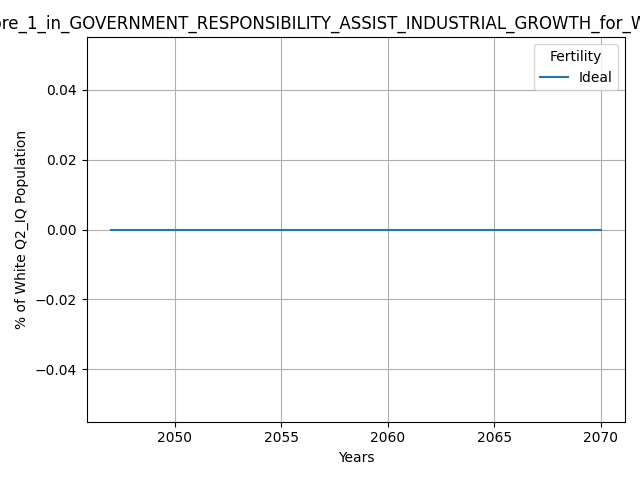 ore_1_in_GOVERNMENT_RESPONSIBILITY_ASSIST_INDUSTRIAL_GROWTH_for_W
Fertility
Ideal
0.04
0.02
0.00
−0.02
−0.04
% of White Q2_IQ Population
2050 2055 2060 2065 2070
Years